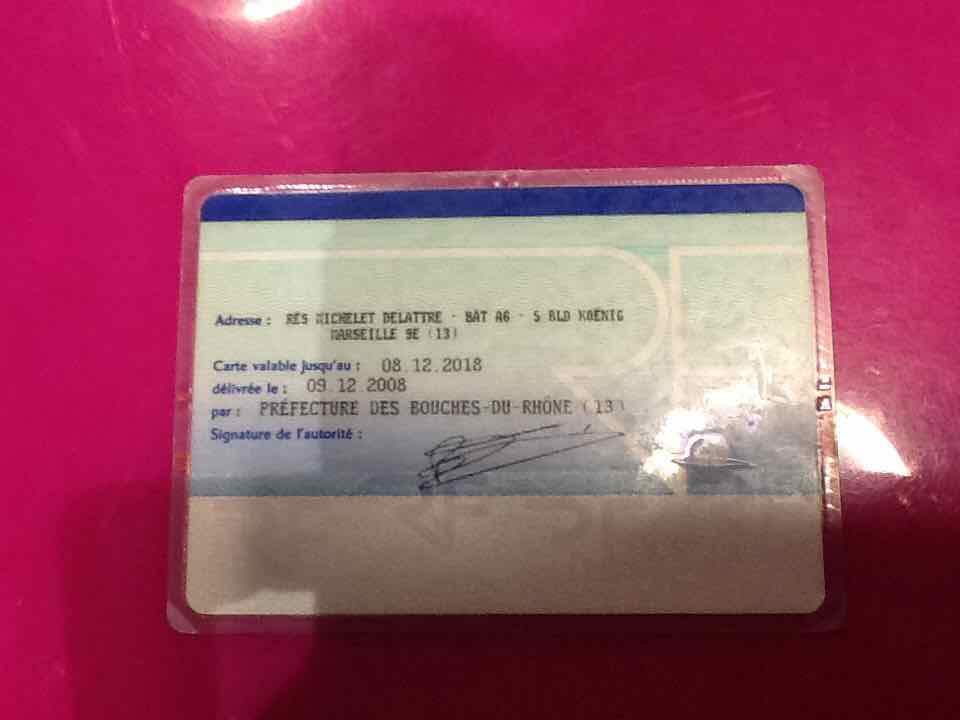 Adresse : RÉS MICHELET DELATTRE - BÂT A6 - 5 BLD KOËNIG
MARSEILLE 9E (13)
Carte valable jusqu'au : 08.12.2018
délivrée le : 09.12.2008
par : PRÉFECTURE DES BOUCHES-DU-RHÔNE (13)
Signature de l'autorité :